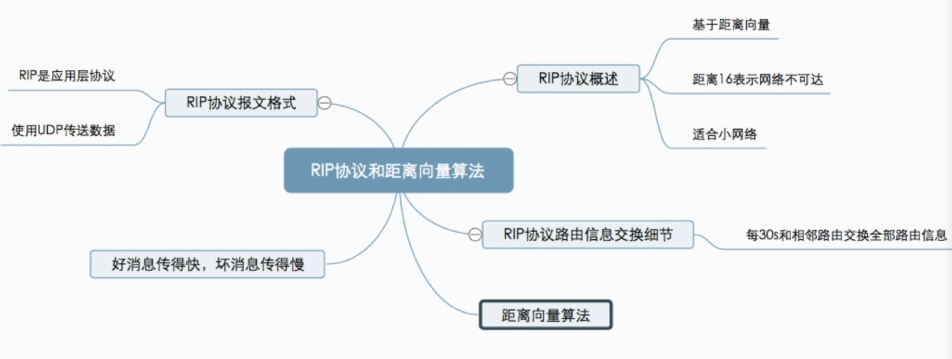 RIP协议和距离向量算法
RIP协议概述
基于距离向量
距离16表示网络不可达
适合小网络
RIP协议路由信息交换细节
每30s和相邻路由交换全部路由信息
距离向量算法
RIP协议报文格式
RIP是应用层协议
使用UDP传送数据
好消息传得快，坏消息传得慢